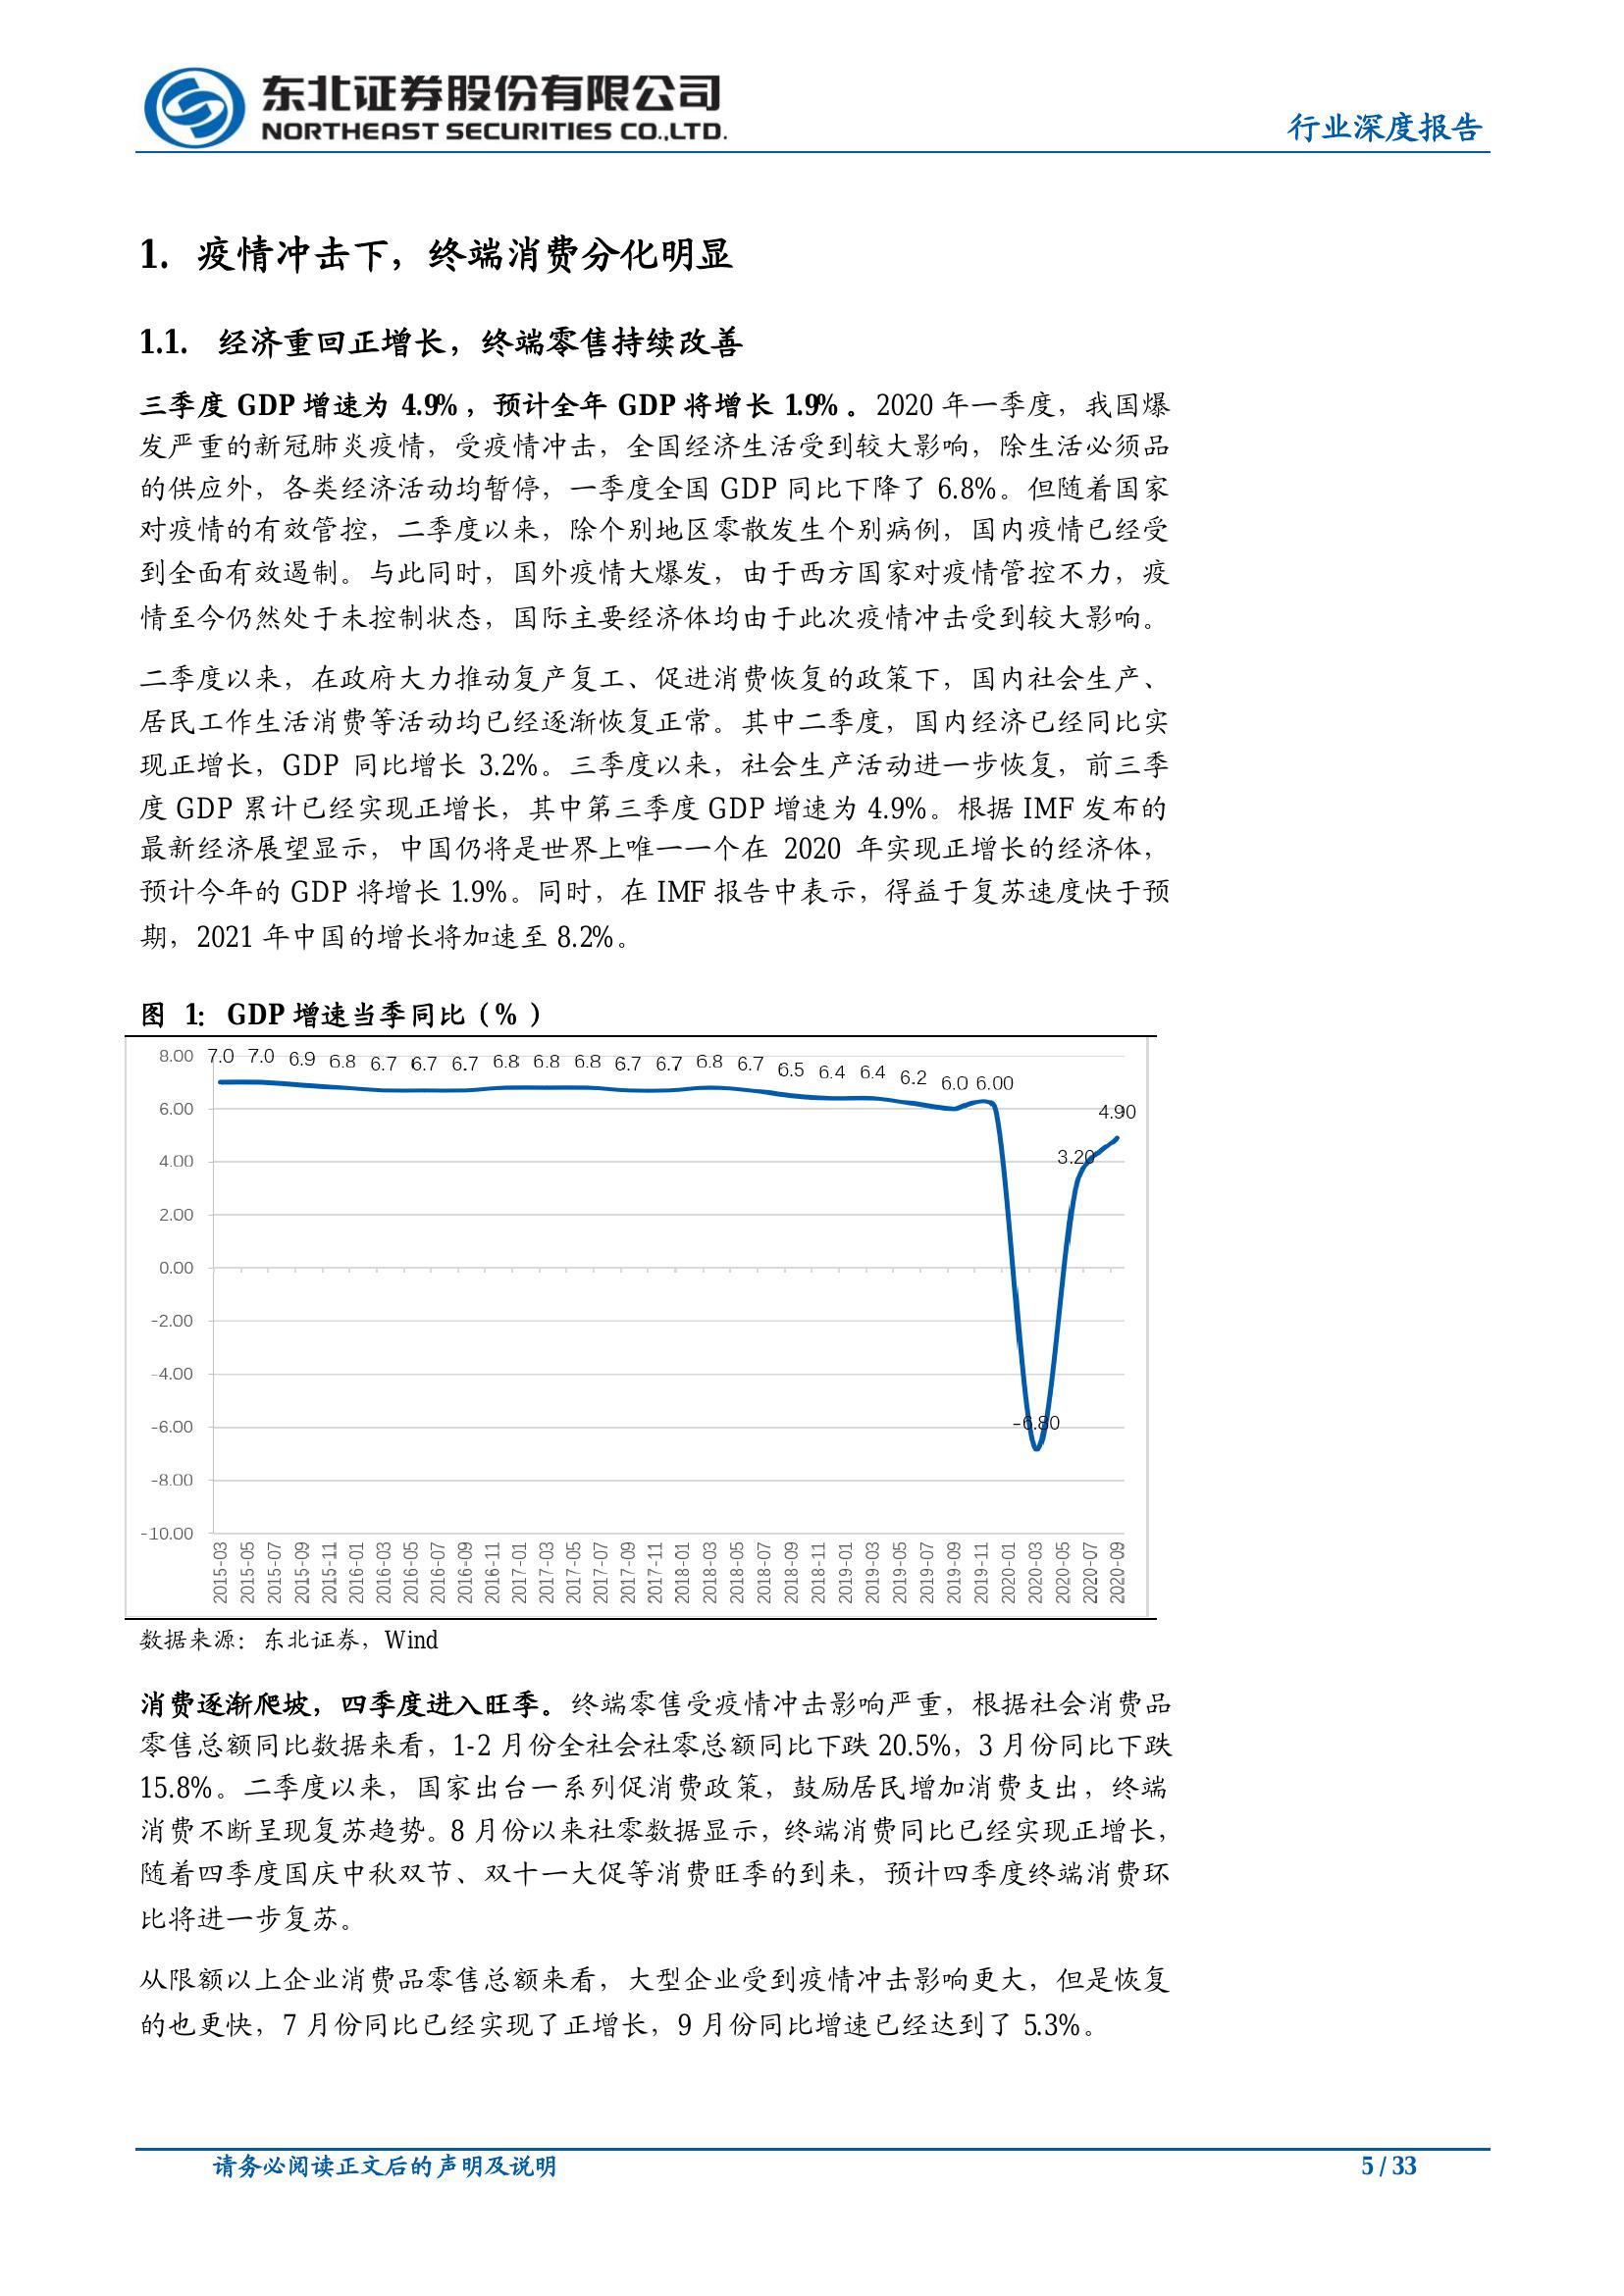 东北证券股份有限公司
NORTHEAST SECURITIES CO.,LTD.
行业深度报告
1. 疫情冲击下，终端消费分化明显
1.1. 经济重回正增长，终端零售持续改善
三季度 GDP 增速为 4.9%，预计全年 GDP 将增长 1.9%。2020 年一季度，我国爆
发严重的新冠肺炎疫情，受疫情冲击，全国经济生活受到较大影响，除生活必须品
的供应外，各类经济活动均暂停，一季度全国 GDP 同比下降了 6.8%。但随着国家
对疫情的有效管控，二季度以来，除个别地区零散发生个别病例，国内疫情已经受
到全面有效遏制。与此同时，国外疫情大爆发，由于西方国家对疫情管控不力，疫
情至今仍然处于未控制状态，国际主要经济体均由于此次疫情冲击受到较大影响。
二季度以来，在政府大力推动复产复工、促进消费恢复的政策下，国内社会生产、
居民工作生活消费等活动均已经逐渐恢复正常。其中二季度，国内经济已经同比实
现正增长，GDP 同比增长 3.2%。三季度以来，社会生产活动进一步恢复，前三季
度 GDP 累计已经实现正增长，其中第三季度 GDP 增速为 4.9%。根据 IMF 发布的
最新经济展望显示，中国仍将是世界上唯一一个在 2020 年实现正增长的经济体，
预计今年的 GDP 将增长 1.9%。同时，在 IMF 报告中表示，得益于复苏速度快于预
期，2021 年中国的增长将加速至 8.2%。
图 1：GDP 增速当季同比（%）
8.00 7.0 7.0 6.9 6.8 6.7 6.7 6.7 6.8 6.8 6.8 6.7 6.7 6.8 6.7 6.5 6.4 6.4 6.2 6.0 6.00
6.00 4.90
4.00 3.20
2.00
0.00
-2.00
-4.00
-6.00 -6.80
-8.00
-10.00
2015-03 2015-05 2015-07 2015-09 2015-11 2016-01 2016-03 2016-05 2016-07 2016-09 2016-11 2017-01 2017-03 2017-05 2017-07 2017-09 2017-11 2018-01 2018-03 2018-05 2018-07 2018-09 2018-11 2019-01 2019-03 2019-05 2019-07 2019-09 2019-11 2020-01 2020-03 2020-05 2020-07 2020-09
数据来源：东北证券，Wind
消费逐渐爬坡，四季度进入旺季。终端零售受疫情冲击影响严重，根据社会消费品
零售总额同比数据来看，1-2 月份全社会社零总额同比下跌 20.5%，3 月份同比下跌
15.8%。二季度以来，国家出台一系列促消费政策，鼓励居民增加消费支出，终端
消费不断呈现复苏趋势。8 月份以来社零数据显示，终端消费同比已经实现正增长，
随着四季度国庆中秋双节、双十一大促等消费旺季的到来，预计四季度终端消费环
比将进一步复苏。
从限额以上企业消费品零售总额来看，大型企业受到疫情冲击影响更大，但是恢复
的也更快，7 月份同比已经实现了正增长，9 月份同比增速已经达到了 5.3%。
请务必阅读正文后的声明及说明
5 / 33